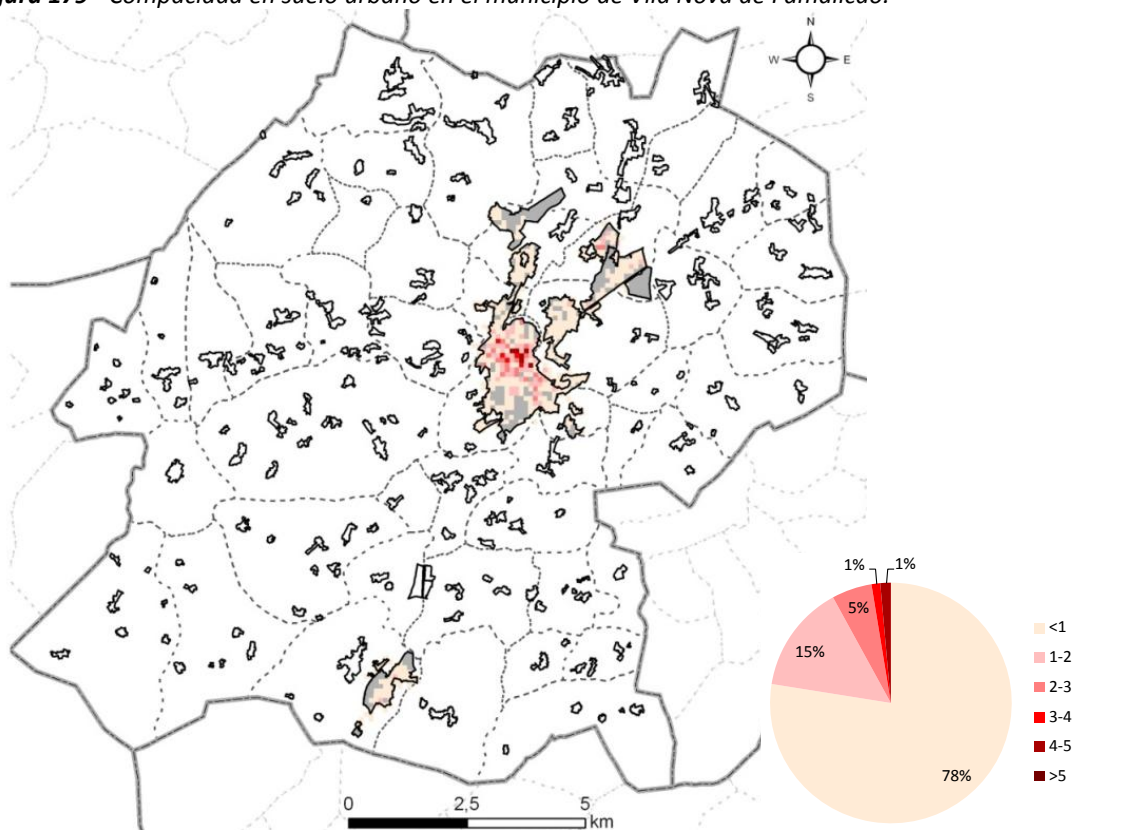 175 - Compacidad en suelo urbano en el municipio de Vila Nova de Famalicão.
N
W E
S
1% 1%
5%
15%
78%
<1
1-2
2-3
3-4
4-5
>5
0 2,5 5
km